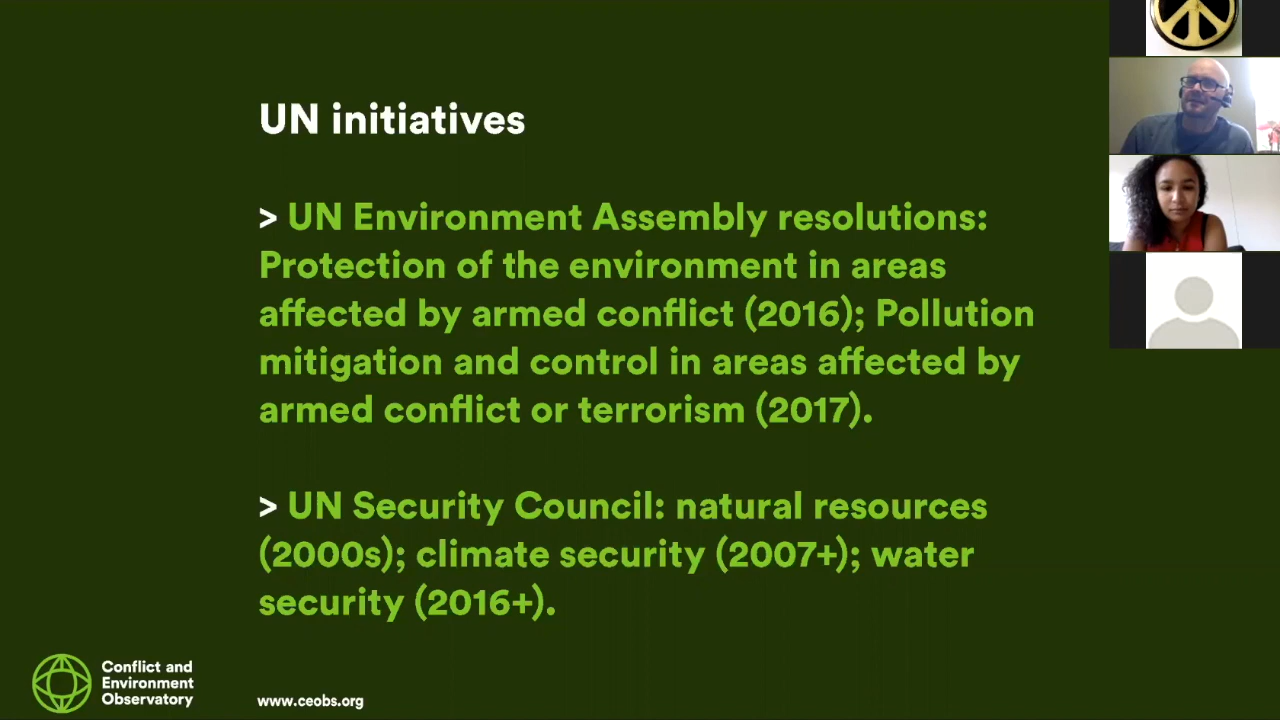 UN initiatives
> UN Environment Assembly resolutions:
Protection of the environment in areas
affected by armed conflict (2016); Pollution
mitigation and control in areas affected by
armed conflict or terrorism (2017).
> UN Security Council: natural resources
(2000s); climate security (2007+); water
security (2016+).
Conflict and
Environment
Observatory
www.ceobs.org